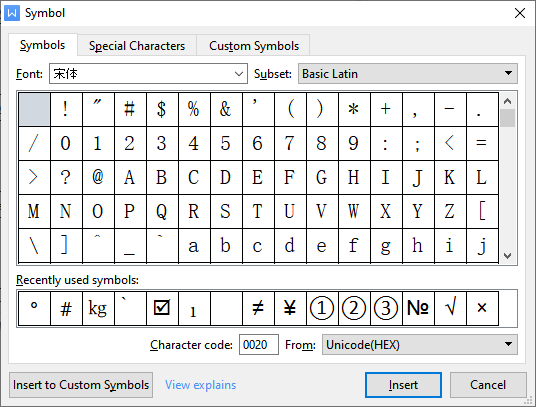 Symbol
Symbols Special Characters Custom Symbols
Font: 宋体 Subset: Basic Latin
! " # $ % & ' ( ) * + , - .
/ 0 1 2 3 4 5 6 7 8 9 : ; < =
> ? @ A B C D E F G H I J K L
M N O P Q R S T U V W X Y Z [
\ ] ^ _ ` a b c d e f g h i j
Recently used symbols:
° # ㎏ ` ☑ ı ≠ ¥ ① ② ③ № √ ×
Character code: 0020 From: Unicode(HEX)
Insert to Custom Symbols View explains Insert Cancel